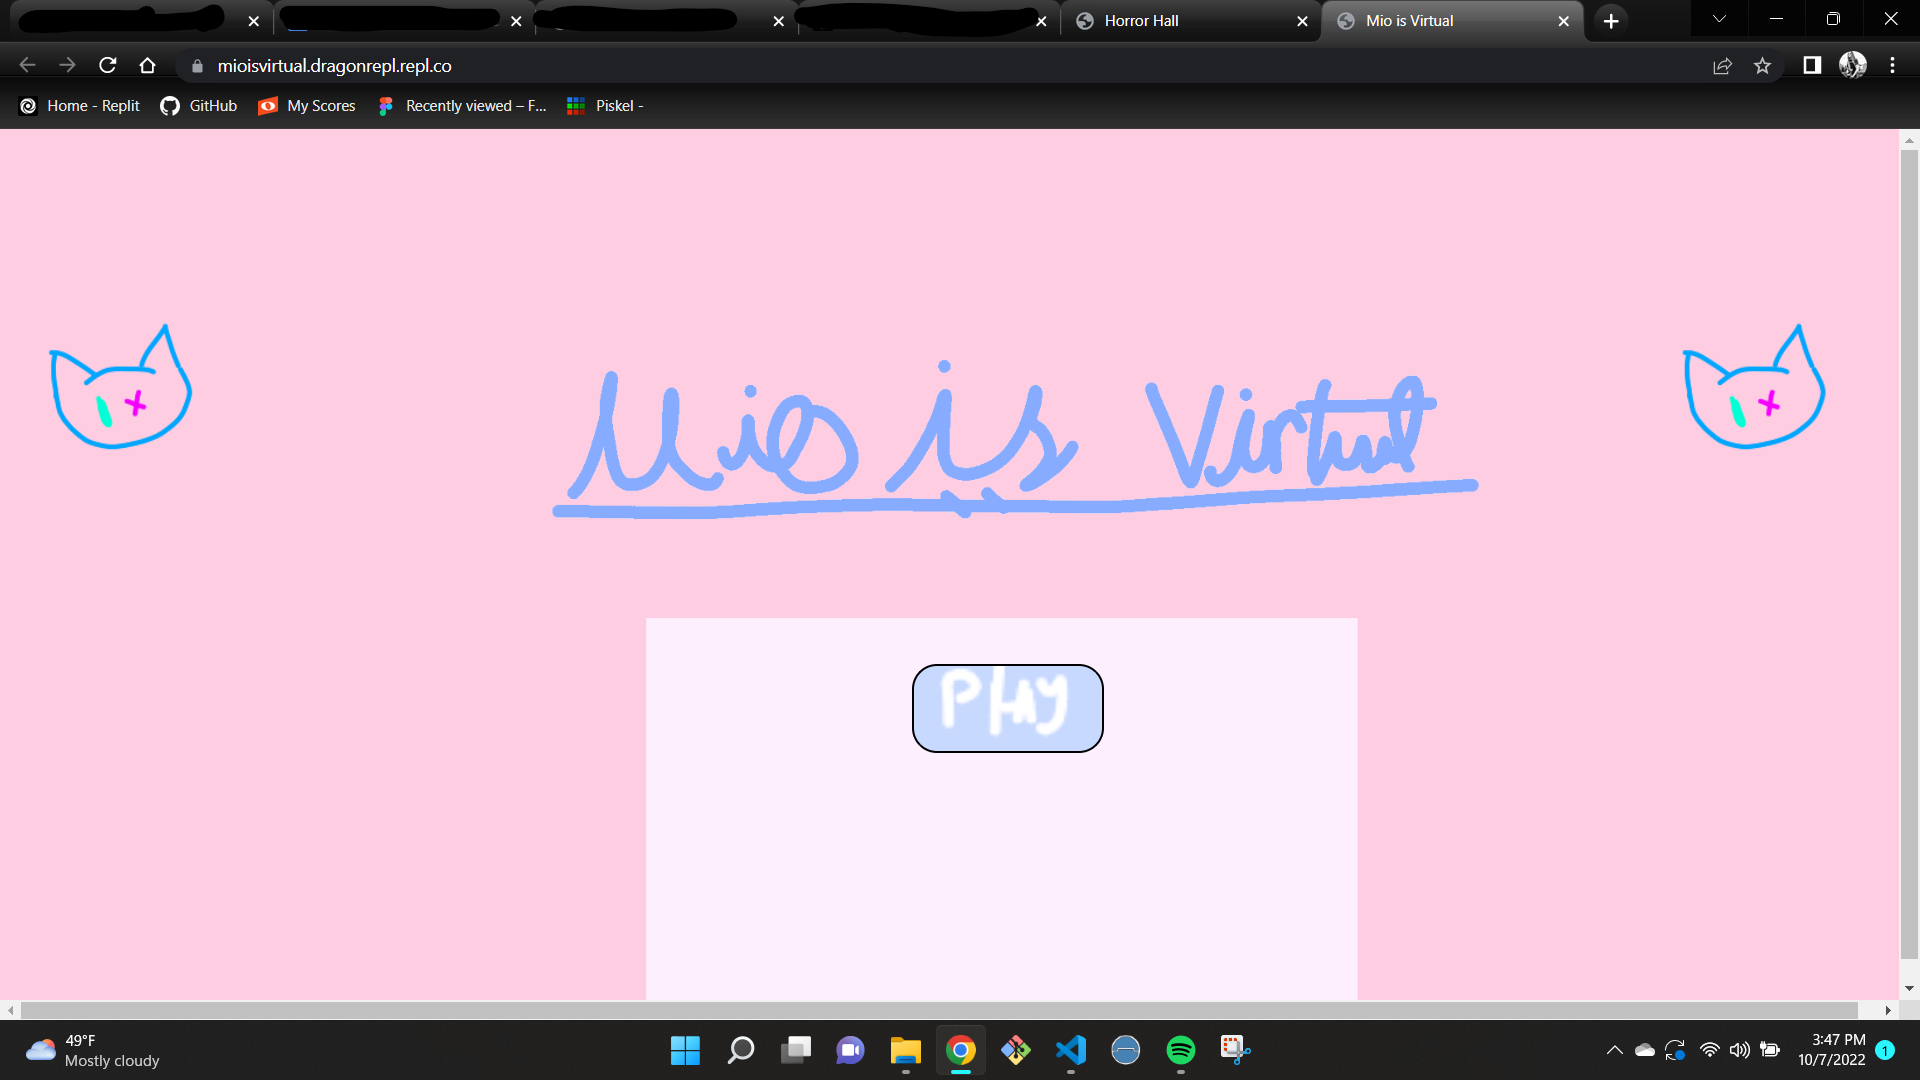 Horror Hall
Mio is Virtual
mioisvirtual.dragonrepl.repl.co
Home - Replit
GitHub
My Scores
Recently viewed – F...
Piskel -
Mio is Virtual
Play
49°F
Mostly cloudy
3:47 PM
10/7/2022
1